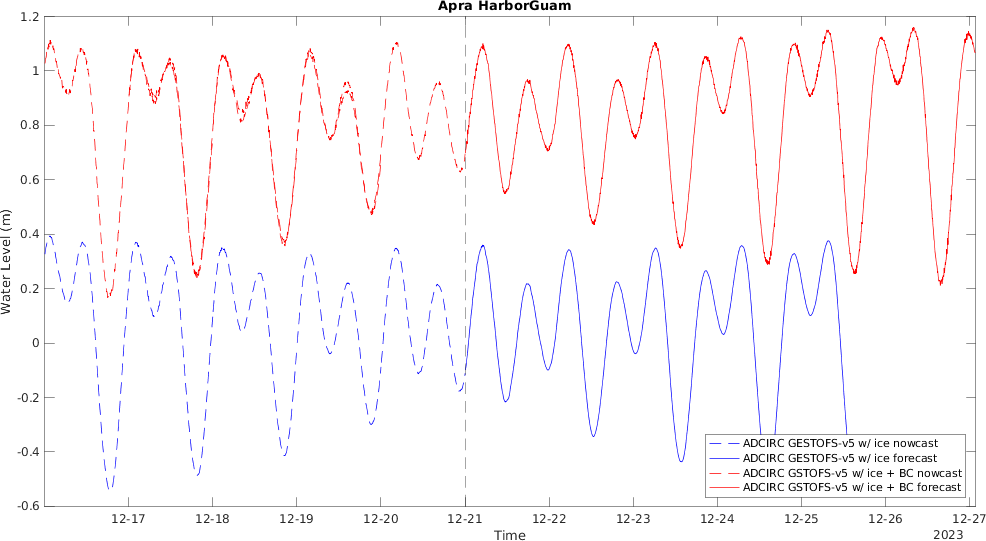 Apra HarborGuam
1.2
1
0.8
0.6
0.4
0.2
0
-0.2
-0.4
-0.6
Water Level (m)
ADCIRC GESTOFS-v5 w/ ice nowcast
ADCIRC GESTOFS-v5 w/ ice forecast
ADCIRC GSTOFS-v5 w/ ice + BC nowcast
ADCIRC GSTOFS-v5 w/ ice + BC forecast
12-17 12-18 12-19 12-20 12-21 12-22 12-23 12-24 12-25 12-26 12-27
Time
2023